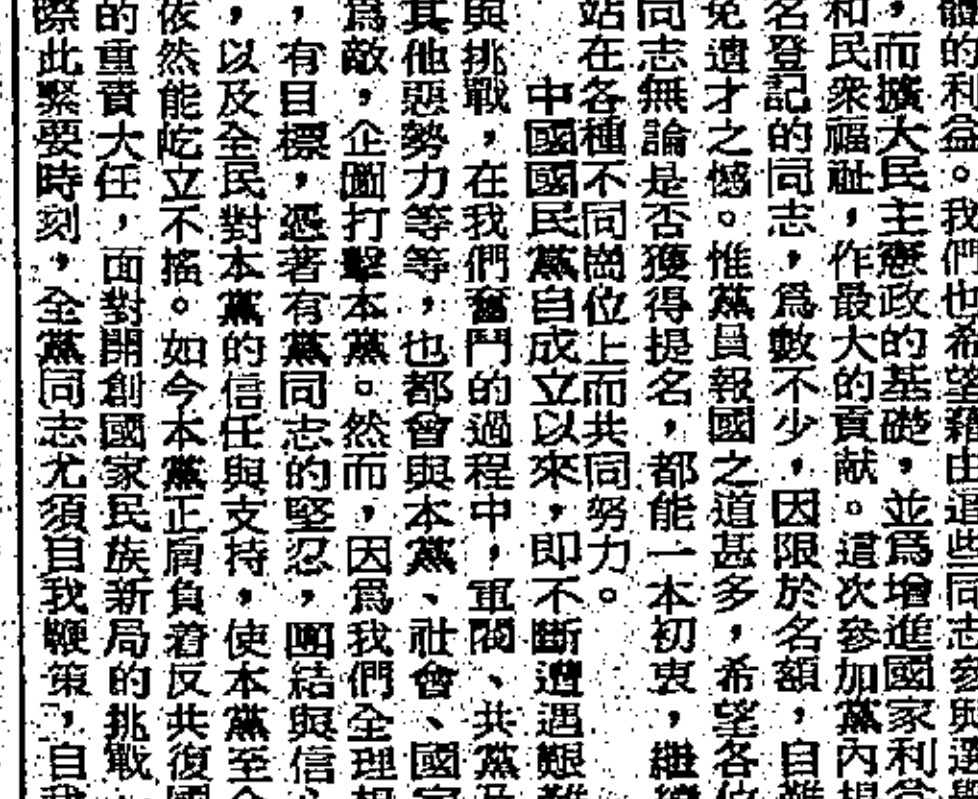 體的利益。我們也希望藉由這些同志參與選
，而擴大民主憲政的基礎，並爲增進國家利益
和民衆福祉，作最大的貢献。這次參加黨內提
名登記的同志，爲數不少，因限於名額，自難
免遺才之憾。惟黨員報國之道甚多，希望各位
同志無論是否獲得提名，都能一本初衷，繼續
站在各種不同崗位上而共同努力。
中國國民黨自成立以來，即不斷遭遇艱難
與挑戰，在我們奮鬥的過程中，軍閥、共黨及
其他惡勢力等等，也都會與本黨、社會、國家
爲敵，企圖打擊本黨。然而，因爲我們全理想
，有目標，憑著有黨同志的堅忍，團結與信心
，以及全民對本黨的信任與支持，使本黨至今
依然能屹立不搖。如今本黨正肩負着反共復國
的重責大任，面對開創國家民族新局的挑戰，
際此緊要時刻，全黨同志尤須自我鞭策，自我